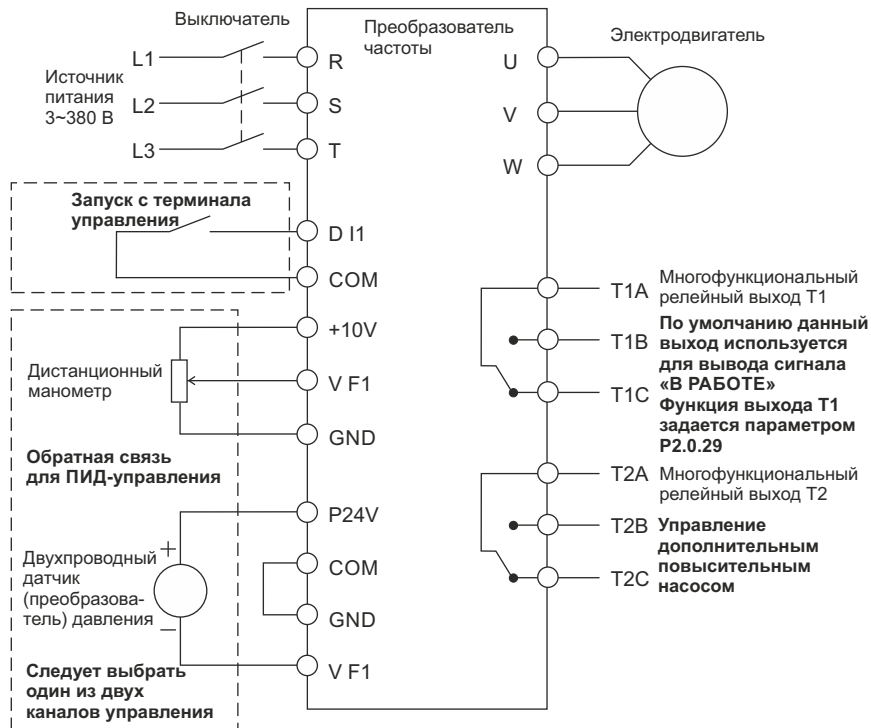 Выключатель
Преобразователь
частоты
Электродвигатель
L1
R
U
Источник
питания
3~380 В
L2
S
V
L3
T
W
Запуск с терминала
управления
D I1
COM
T1A
Многофункциональный
релейный выход T1
+10V
T1B
По умолчанию данный
выход используется
для вывода сигнала
«В РАБОТЕ»
Функция выхода T1
задается параметром
P2.0.29
Дистанционный
манометр
V F1
T1C
GND
Обратная связь
для ПИД-управления
T2A
Многофункциональный
релейный выход T2
P24V
T2B
Управление
дополнительным
повысительным
насосом
Двухпроводный
датчик
(преобразова-
тель) давления
+
−
COM
T2C
GND
V F1
Следует выбрать
один из двух
каналов управления